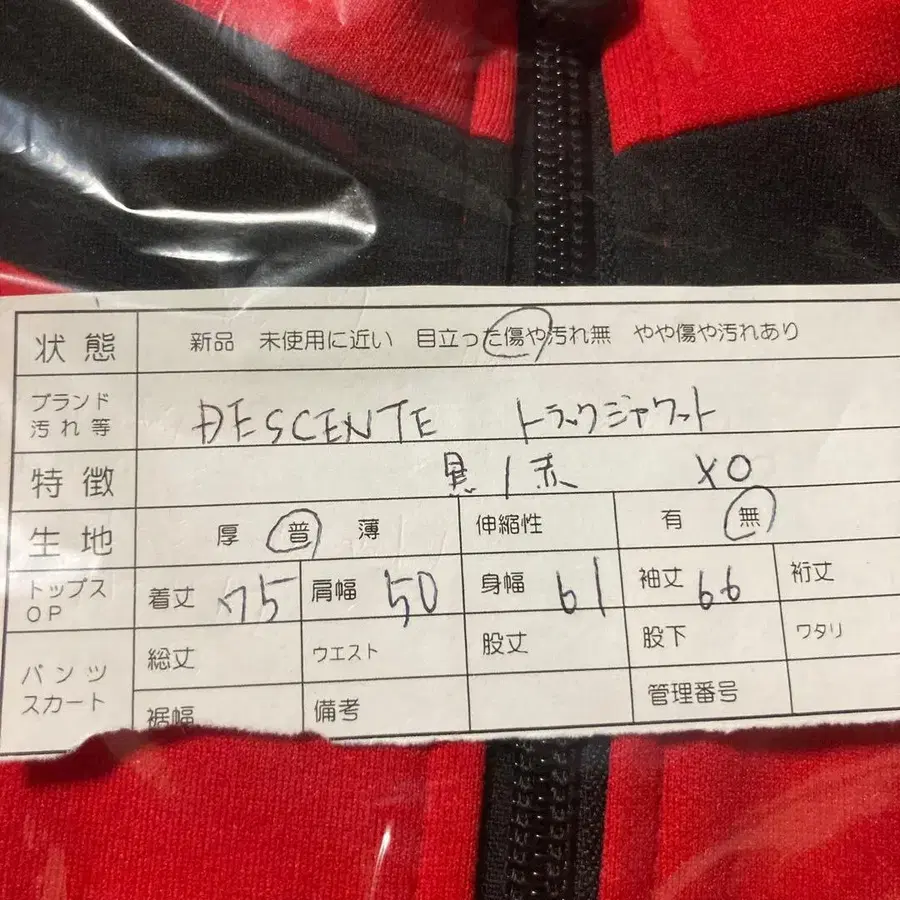 状態 新品 未使用に近い 目立った傷や汚れ無 やや傷や汚れあり
ブランド
汚れ等 DESCENTE トラックジャケット
特徴 黒/赤 XO
生地 厚 普 薄 伸縮性 有 無
トップス
OP 着丈 75 肩幅 50 身幅 61 袖丈 66 裄丈
パンツ
スカート 総丈 ウエスト 股丈 股下 ワタリ
裾幅 備考 管理番号